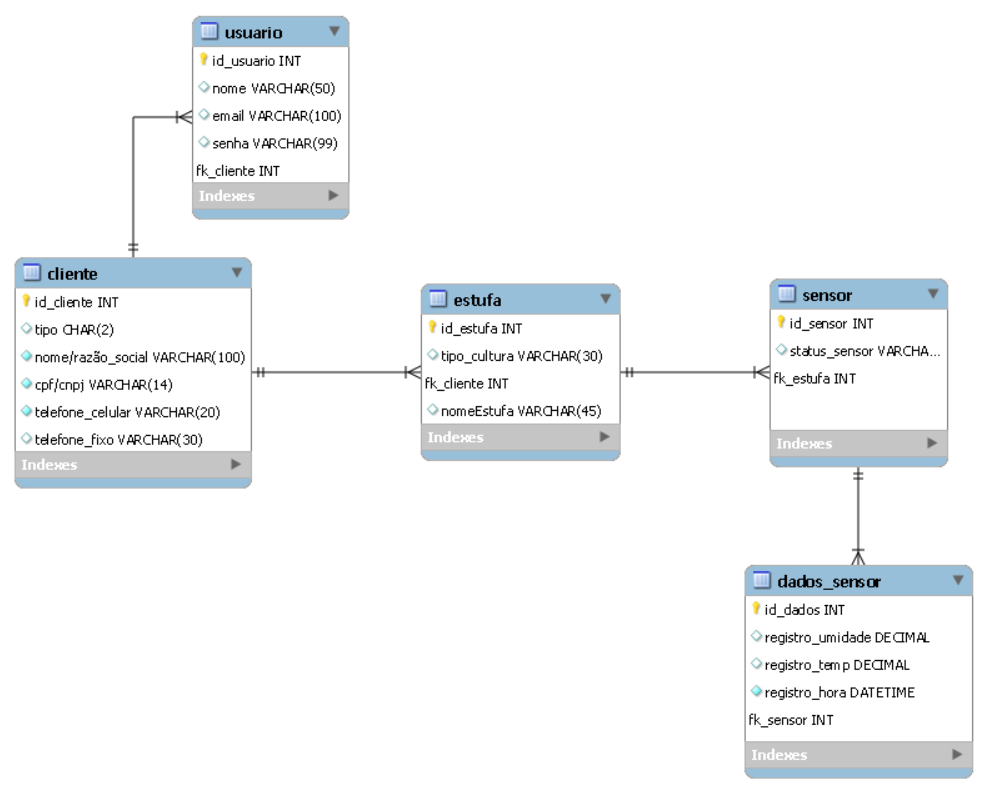 usuario
id_usuario INT
nome VARCHAR(50)
email VARCHAR(100)
senha VARCHAR(99)
fk_cliente INT
Indexes
cliente
id_cliente INT
tipo CHAR(2)
nome/razão_social VARCHAR(100)
cpf/cnpj VARCHAR(14)
telefone_celular VARCHAR(20)
telefone_fixo VARCHAR(30)
Indexes
estufa
id_estufa INT
tipo_cultura VARCHAR(30)
fk_cliente INT
nomeEstufa VARCHAR(45)
Indexes
sensor
id_sensor INT
status_sensor VARCHA...
fk_estufa INT
Indexes
dados_sensor
id_dados INT
registro_umidade DECIMAL
registro_temp DECIMAL
registro_hora DATETIME
fk_sensor INT
Indexes